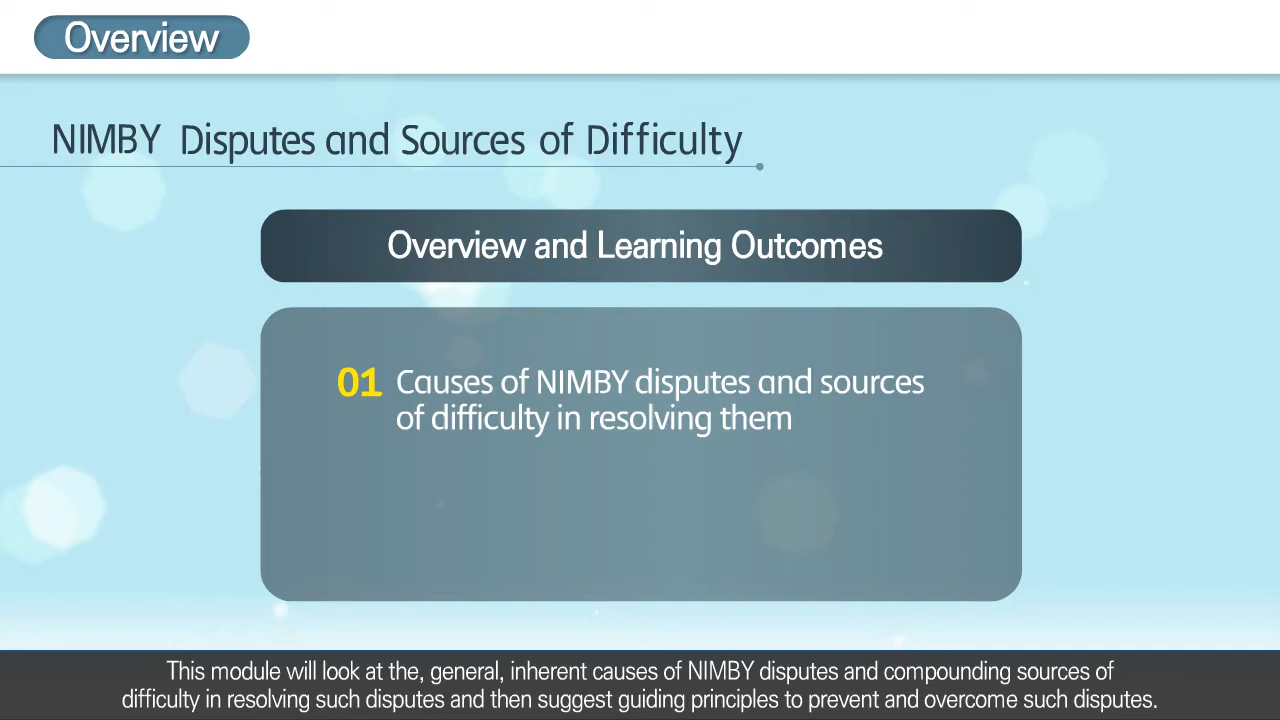 Overview
NIMBY Disputes and Sources of Difficulty
Overview and Learning Outcomes
01 Causes of NIMBY disputes and sources
of difficulty in resolving them
This module will look at the, general, inherent causes of NIMBY disputes and compounding sources of
difficulty in resolving such disputes and then suggest guiding principles to prevent and overcome such disputes.